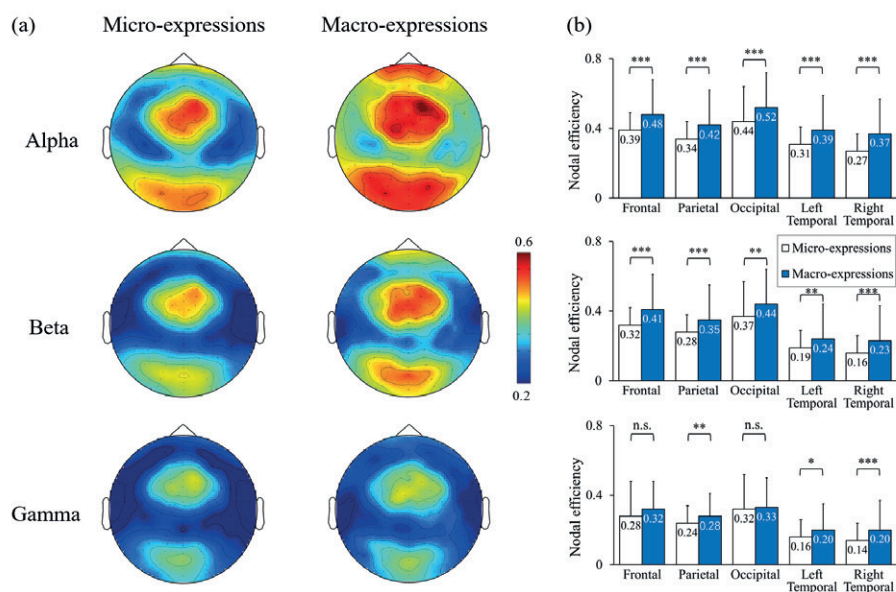 (a) Micro-expressions Macro-expressions (b)
Alpha
Beta
Gamma
0.6
0.2
Nodal efficiency
0.8
0.4
0
*** *** *** *** ***
0.39 0.48 0.34 0.42 0.44 0.52 0.31 0.39 0.27 0.37
Frontal Parietal Occipital Left Temporal Right Temporal
Micro-expressions
Macro-expressions
Nodal efficiency
0.8
0.4
0
*** *** ** ** ***
0.32 0.41 0.28 0.35 0.37 0.44 0.19 0.24 0.16 0.23
Frontal Parietal Occipital Left Temporal Right Temporal
Nodal efficiency
0.8
0.4
0
n.s. ** n.s. * ***
0.28 0.32 0.24 0.28 0.32 0.33 0.16 0.20 0.14 0.20
Frontal Parietal Occipital Left Temporal Right Temporal